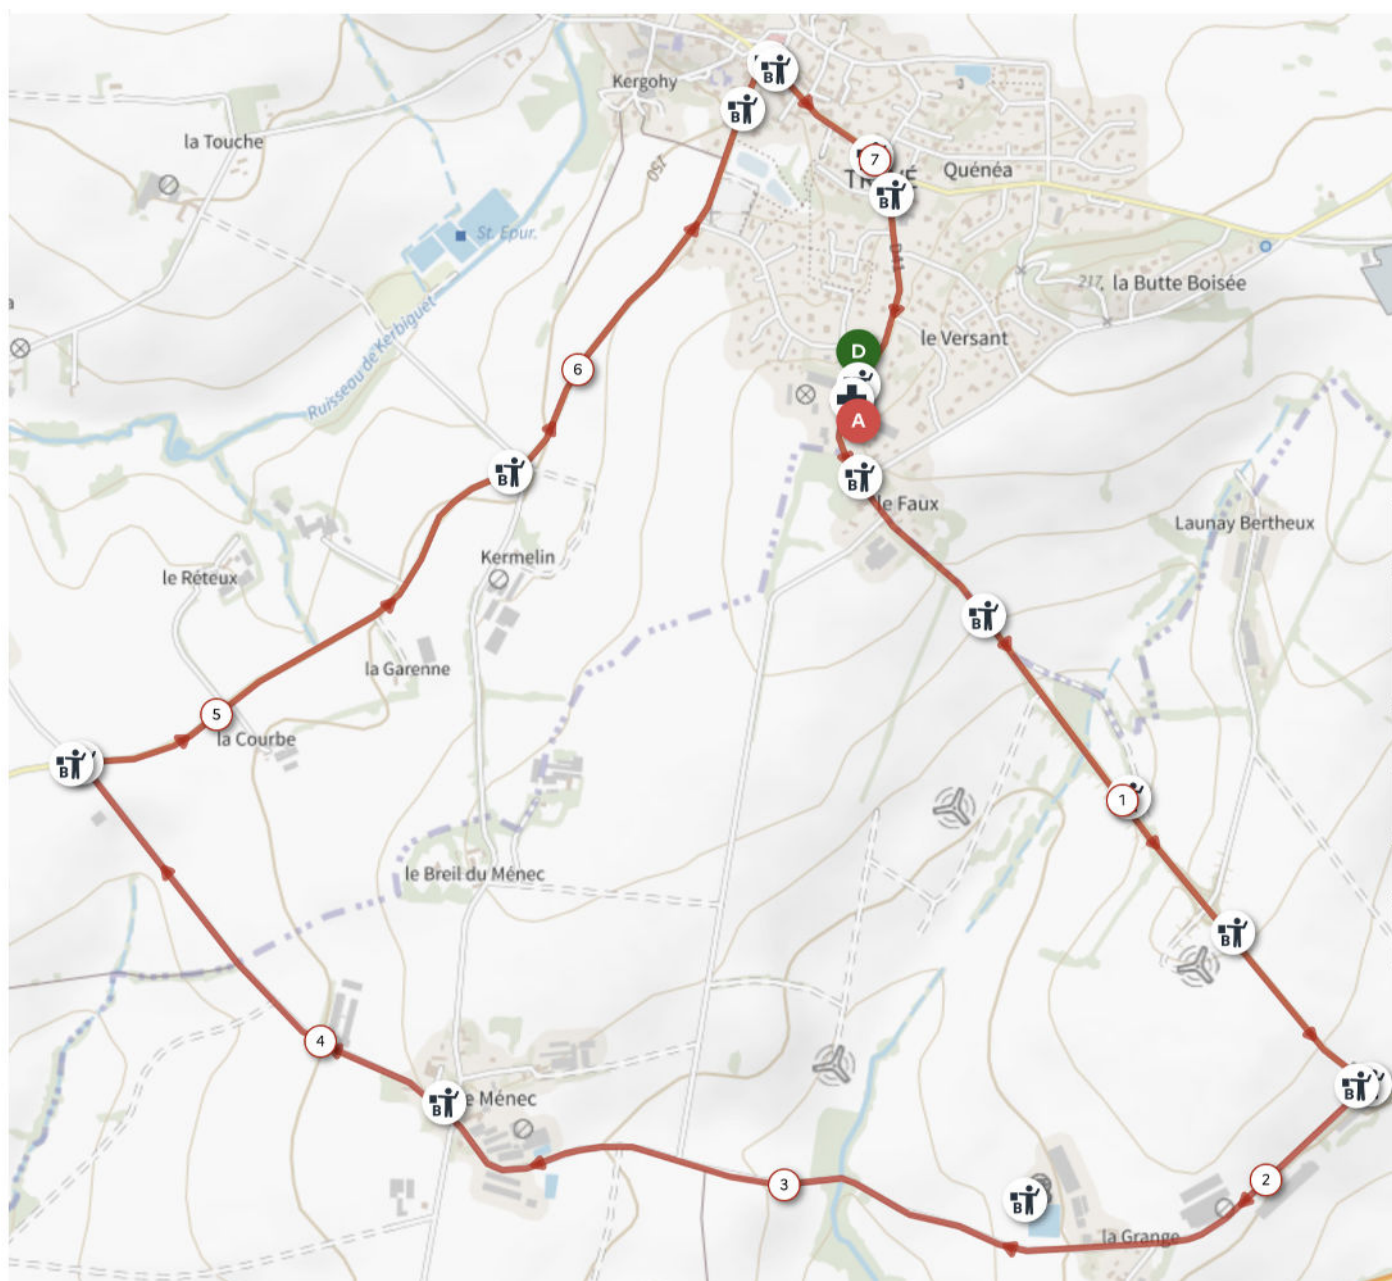 Kergohy
B
B
la Touche
3
150
7
Quénéa
B
St. Epur.
217
la Butte Boisée
Ruisseau de Kerbiguet
le Versant
D
6
A
B
B
le Faux
Launay Bertheux
Kermelin
le Réteux
B
la Garenne
5
la Courbe
B
1
le Breil du Ménec
B
4
B
B
le Ménec
2
3
B
la Grange